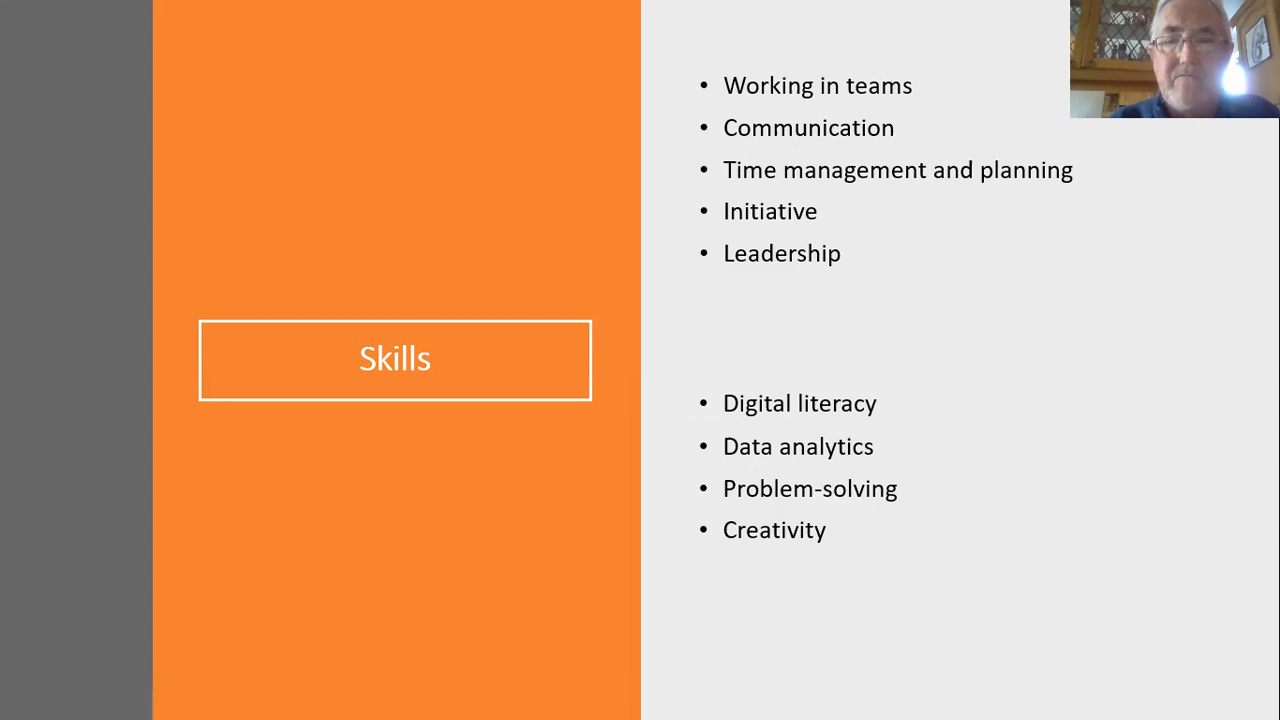 Skills
• Working in teams
• Communication
• Time management and planning
• Initiative
• Leadership
• Digital literacy
• Data analytics
• Problem-solving
• Creativity